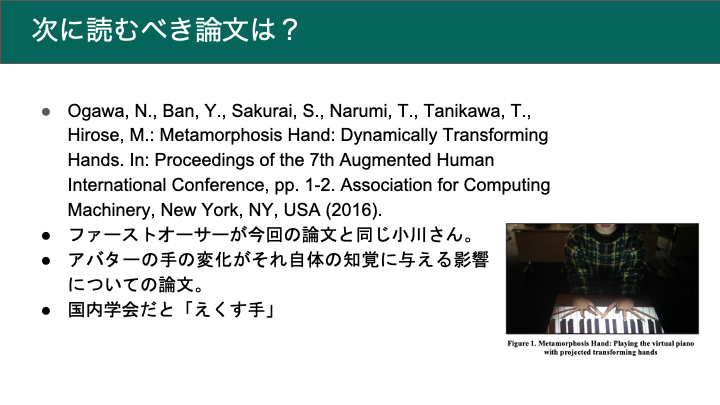 次に読むべき論文は？
● Ogawa, N., Ban, Y., Sakurai, S., Narumi, T., Tanikawa, T.,
Hirose, M.: Metamorphosis Hand: Dynamically Transforming
Hands. In: Proceedings of the 7th Augmented Human
International Conference, pp. 1-2. Association for Computing
Machinery, New York, NY, USA (2016).
● ファーストオーサーが今回の論文と同じ小川さん。
● アバターの手の変化がそれ自体の知覚に与える影響
についての論文。
● 国内学会だと「えくす手」
Figure 1. Metamorphosis Hand: Playing the virtual piano
with projected transforming hands